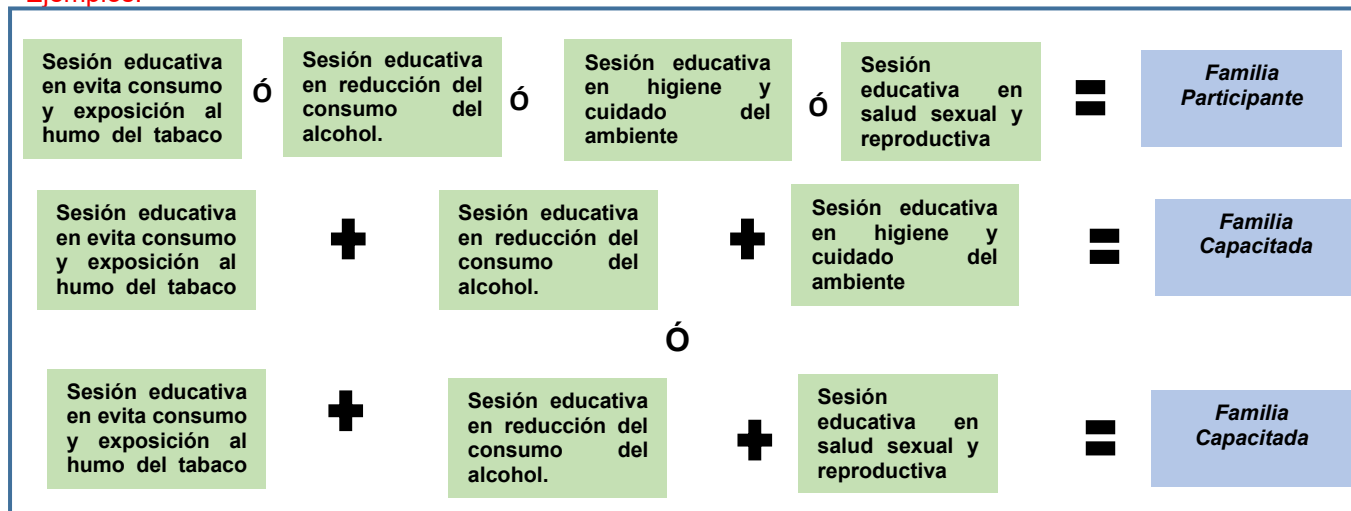 Ejemplos:
Sesión educativa
en evita consumo
y exposición al
humo del tabaco
Ó
Sesión educativa
en reducción del
consumo del
alcohol.
Ó
Sesión educativa
en higiene y
cuidado del
ambiente
Ó
Sesión
educativa en
salud sexual y
reproductiva
=
Familia
Participante
Sesión educativa
en evita consumo
y exposición al
humo del tabaco
+
Sesión educativa
en reducción del
consumo del
alcohol.
+
Sesión educativa
en higiene y
cuidado del
ambiente
=
Familia
Capacitada
Ó
Sesión educativa
en evita consumo
y exposición al
humo del tabaco
+
Sesión educativa
en reducción del
consumo del
alcohol.
+
Sesión
educativa en
salud sexual y
reproductiva
=
Familia
Capacitada